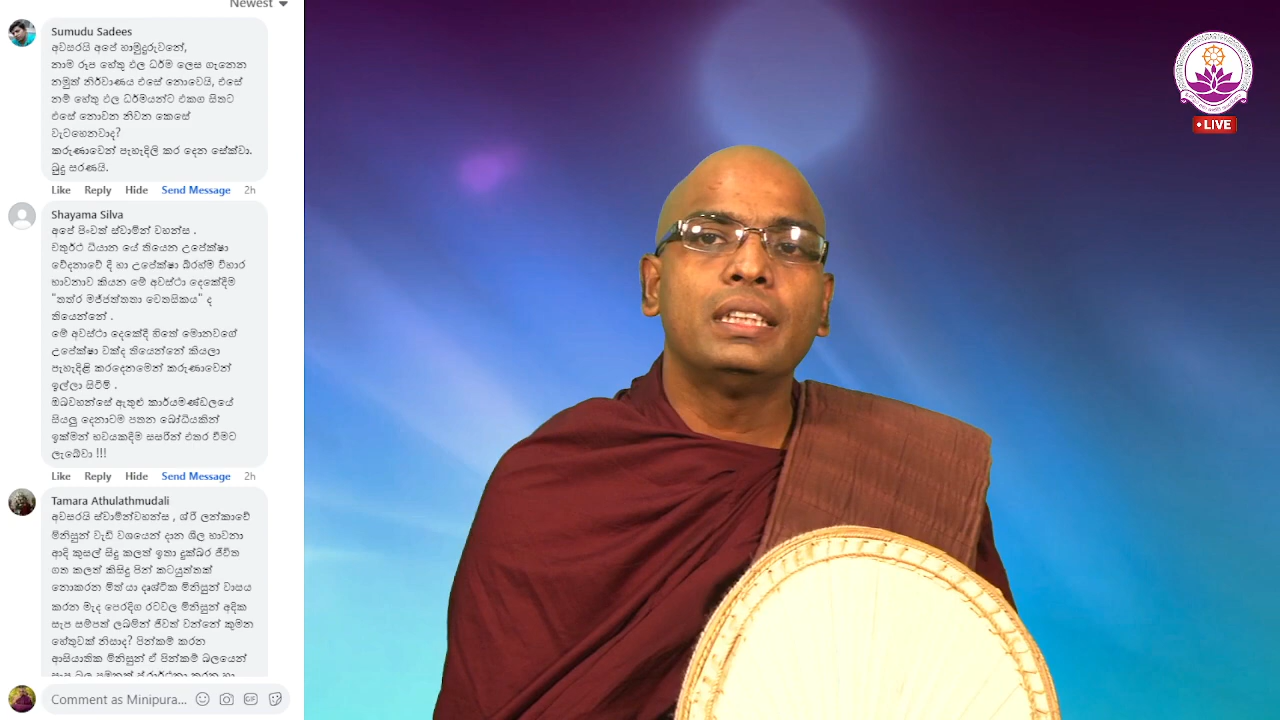 Newest
Sumudu Sadees
අවසරයි අපේ හාමුදුරුවනේ,
නාම රූප හේතු ඵල ධර්ම ලෙස ගැනෙන
නමුත් නිර්වාණය එසේ නොවෙයි, එසේ
නම් හේතු ඵල ධර්මයන්ට එකග සිතට
එසේ නොවන නිවන කෙසේ
වැටහෙනවාද?
කරුණාවෙන් පැහැදිලි කර දෙන සේක්වා.
බුදු සරණයි.
Like Reply Hide Send Message 2h
Shayama Silva
අපේ පිංවත් ස්වාමින් වහන්ස .
චතුර්ථ ධ්යාන යේ තියෙන උපේක්ෂා
වේදනාවේ දී හා උපේක්ෂා බ්රහ්ම විහාර
භාවනාව කියන මේ අවස්ථා දෙකේදීම
"තත්ර මජ්ජත්තතා චෙතසිකය" ද
තියෙන්නේ .
මේ අවස්ථා දෙකේදී හිතේ මොනවගේ
උපේක්ෂා වක්ද තියෙන්නේ කියලා
පැහැදිළි කරදෙනමෙන් කරුණාවෙන්
ඉල්ලා සිටිමි .
ඔබවහන්සේ ඇතුළු කාර්යමණ්ඩලයේ
සියලු දෙනාටම පතන බෝධියකින්
ඉක්මන් භවයකදීම සසරින් එතර වීමට
ලැබේවා !!!
Like Reply Hide Send Message 2h
Tamara Athulathmudali
අවසරයි ස්වාමින්වහන්ස , ශ්රී ලන්කාවේ
මිනිසුන් වැඩි වශයෙන් දාන ශීල භාවනා
ආදි කුසල් සිදු කලත් ඉතා දුක්ඛර ජීවිත
ගත කලත් කිසිදු පින් කටයුත්තක්
නොකරන මිත් යා දෘශ්ටික මිනිසුන් වාසය
කරන මැද පෙරදිග රටවල මිනිසුන් අදික
සැප සම්පත් ලබමින් ජීවත් වන්නේ කුමන
හේතුවක් නිසාද? පින්කම් කරන
ආසියාතික මිනිසුන් ඒ පින්කම් බලයෙන්
Comment as Minipura...
GIF
LIVE